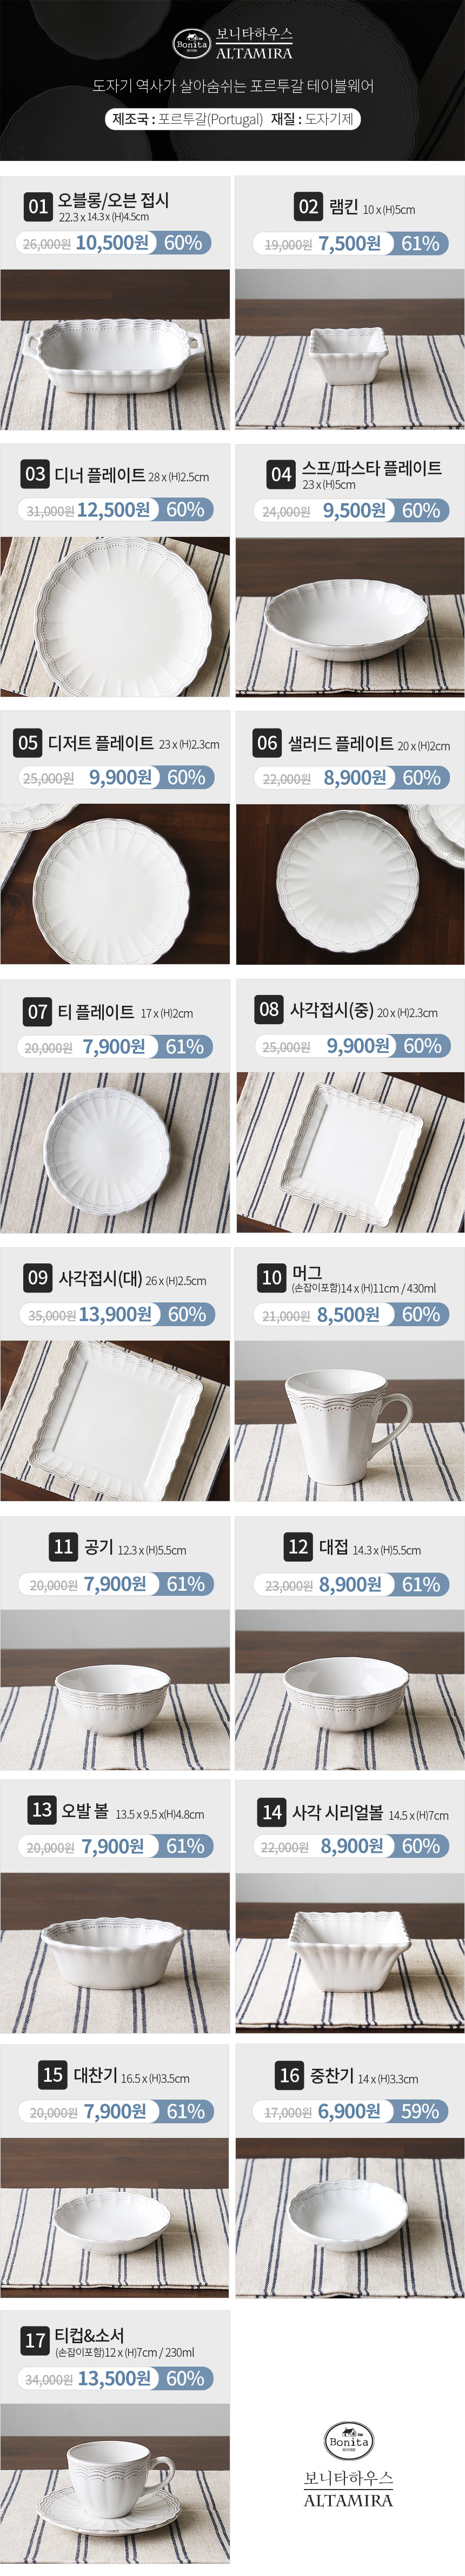 Bonita
HOUSE
보니타하우스
ALTAMIRA
도자기 역사가 살아숨쉬는 포르투갈 테이블웨어
제조국 : 포르투갈(Portugal) 재질 : 도자기제
01 오블롱/오븐 접시
22.3 x 14.3 x (H)4.5cm
26,000원 10,500원 60%
02 램킨 10 x (H)5cm
19,000원 7,500원 61%
03 디너 플레이트 28 x (H)2.5cm
31,000원 12,500원 60%
04 스프/파스타 플레이트
23 x (H)5cm
24,000원 9,500원 60%
05 디저트 플레이트 23 x (H)2.3cm
25,000원 9,900원 60%
06 샐러드 플레이트 20 x (H)2cm
22,000원 8,900원 60%
07 티 플레이트 17 x (H)2cm
20,000원 7,900원 61%
08 사각접시(중) 20 x (H)2.3cm
25,000원 9,900원 60%
09 사각접시(대) 26 x (H)2.5cm
35,000원 13,900원 60%
10 머그
(손잡이포함)14 x (H)11cm / 430ml
21,000원 8,500원 60%
11 공기 12.3 x (H)5.5cm
20,000원 7,900원 61%
12 대접 14.3 x (H)5.5cm
23,000원 8,900원 61%
13 오발 볼 13.5 x 9.5 x(H)4.8cm
20,000원 7,900원 61%
14 사각 시리얼볼 14.5 x (H)7cm
22,000원 8,900원 60%
15 대찬기 16.5 x (H)3.5cm
20,000원 7,900원 61%
16 중찬기 14 x (H)3.3cm
17,000원 6,900원 59%
17 티컵&소서
(손잡이포함)12 x (H)7cm / 230ml
34,000원 13,500원 60%
Bonita
HOUSE
보니타하우스
ALTAMIRA